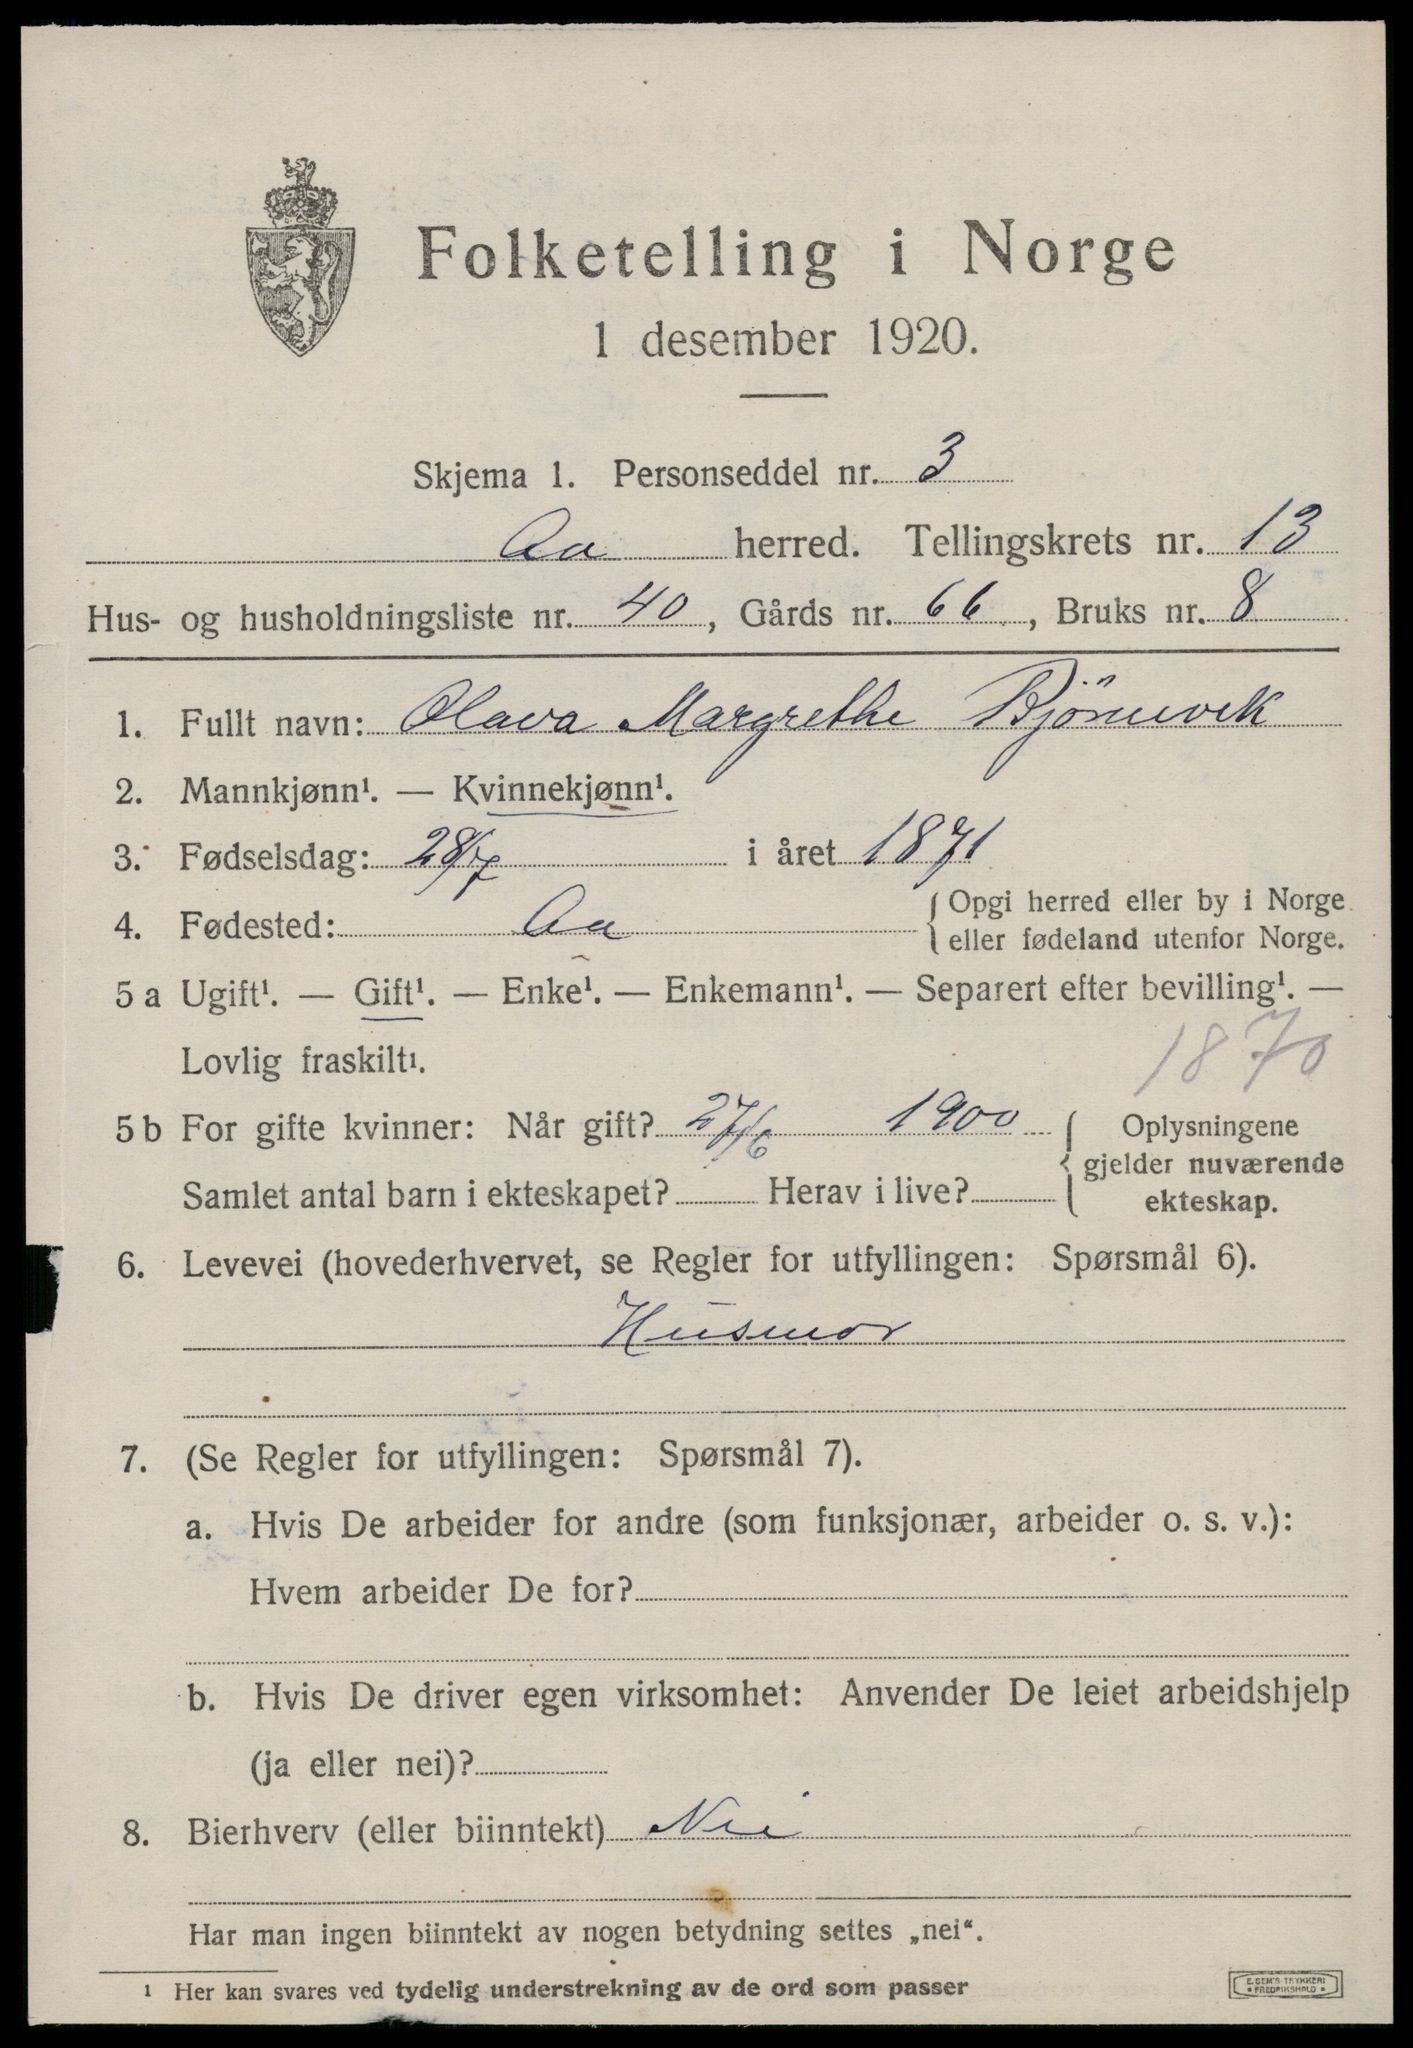 Folketelling i Norge
1 desember 1920.
Skjema 1. Personseddel nr. 3
Aa herred. Tellingskrets nr. 13
Hus- og husholdningsliste nr. 40, Gårds nr. 66, Bruks nr. 8
1. Fullt navn: Olava Margrethe Bjørnevik
2. Mannkjønn¹. — Kvinnekjønn¹.
3. Fødselsdag: 28/7 i året 1871
4. Fødested: Aa { Opgi herred eller by i Norge
eller fødeland utenfor Norge.
5 a Ugift¹. — Gift¹. — Enke¹. — Enkemann¹. — Separert efter bevilling¹. —
Lovlig fraskilt¹.
1870
5 b For gifte kvinner: Når gift? 27/6 1900 { Oplysningene
gjelder nuværende
Samlet antal barn i ekteskapet? Herav i live? ekteskap.
6. Levevei (hovederhvervet, se Regler for utfyllingen: Spørsmål 6).
Husmor
7. (Se Regler for utfyllingen: Spørsmål 7).
a. Hvis De arbeider for andre (som funksjonær, arbeider o. s. v.):
Hvem arbeider De for?
b. Hvis De driver egen virksomhet: Anvender De leiet arbeidshjelp
(ja eller nei)?
8. Bierhverv (eller biinntekt) Nei
Har man ingen biinntekt av nogen betydning settes „nei“.
¹ Her kan svares ved tydelig understrekning av de ord som passer
E. SEM'S TRYKKERI
• FREDRIKSHALD •